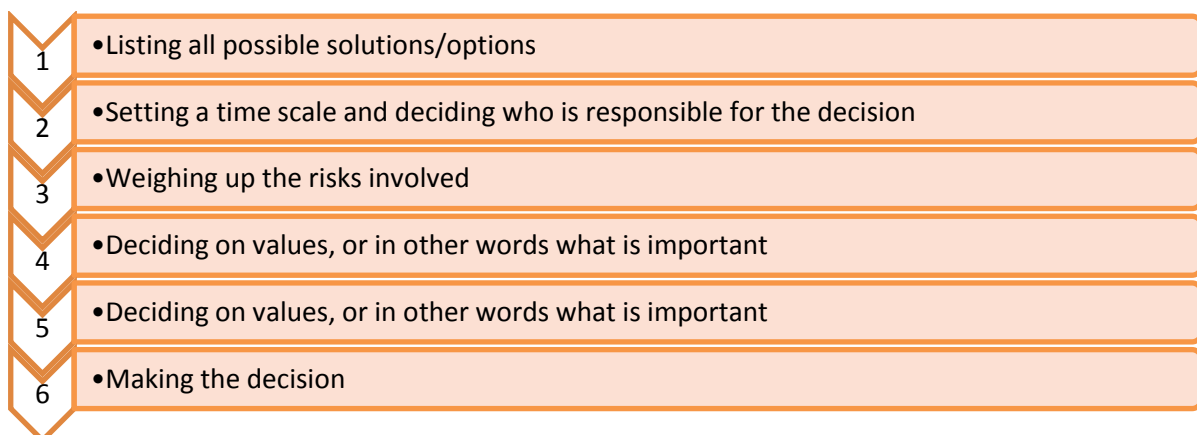 1 •Listing all possible solutions/options
2 •Setting a time scale and deciding who is responsible for the decision
3 •Weighing up the risks involved
4 •Deciding on values, or in other words what is important
5 •Deciding on values, or in other words what is important
6 •Making the decision